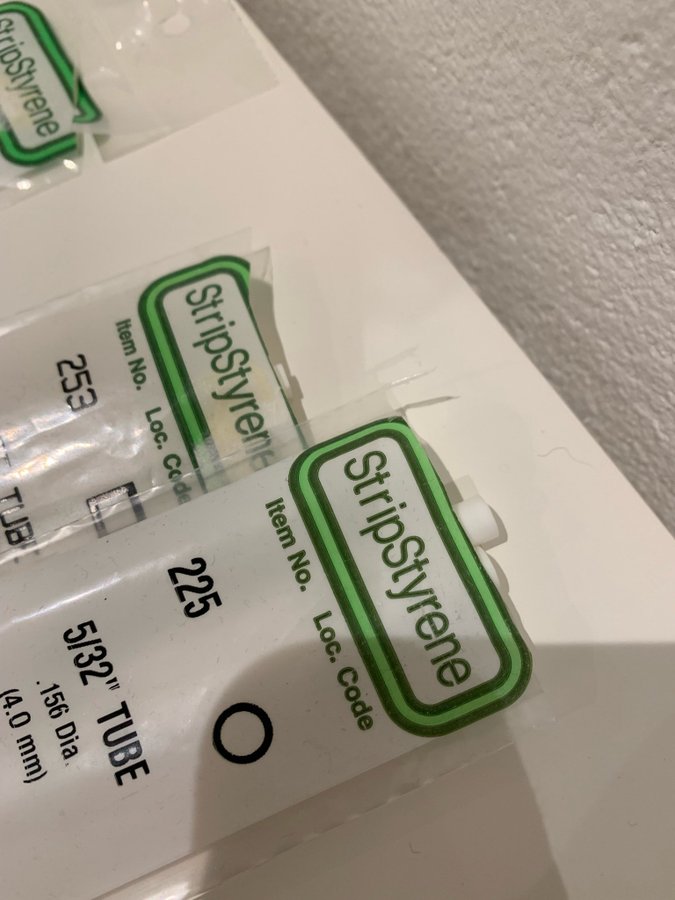 StripStyrene
StripStyrene
Item No. Loc. Code
253
TUBE
StripStyrene
Item No. Loc. Code
225
5/32" TUBE
.156 Dia.
(4.0 mm)